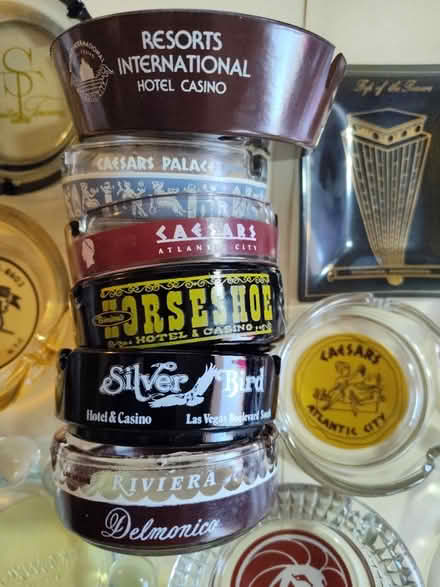 RESORTS
INTERNATIONAL
HOTEL CASINO
CAESARS PALACE
CAESARS
ATLANTIC CITY
HORSESHOE
HOTEL & CASINO
Silver Bird
Hotel & Casino Las Vegas Boulevard South
RIVIERA
Delmonico
Top of the
CAESARS
ATLANTIC CITY